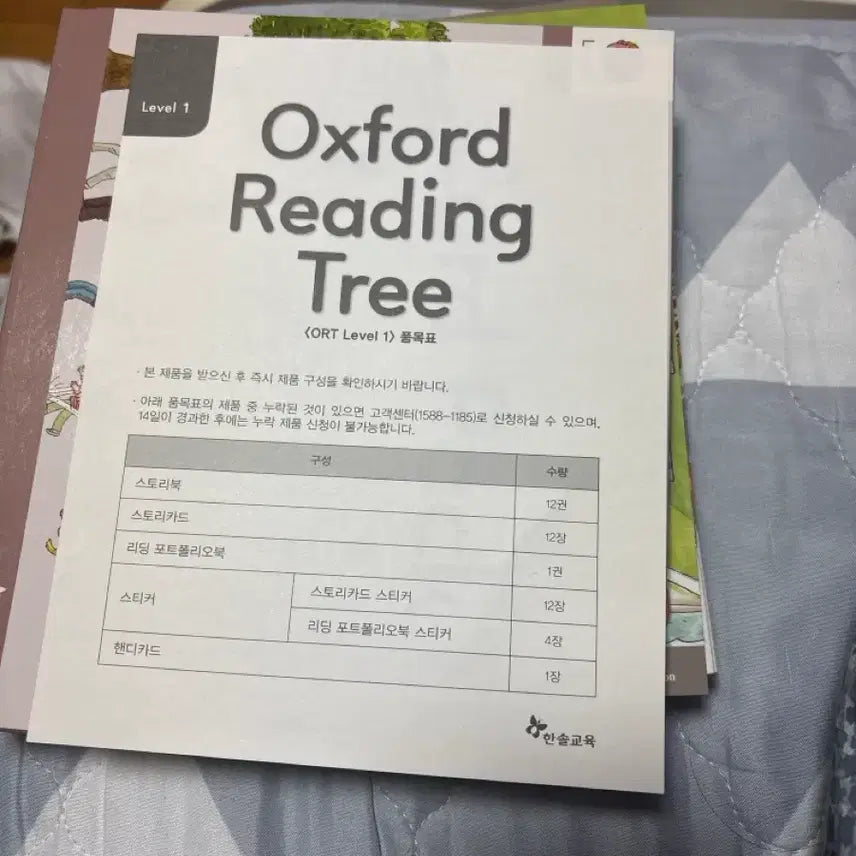 Level 1
Oxford
Reading
Tree
〈ORT Level 1〉 품목표
· 본 제품을 받으신 후 즉시 제품 구성을 확인하시기 바랍니다.
· 아래 품목표의 제품 중 누락된 것이 있으면 고객센터(1588-1185)로 신청하실 수 있으며,
14일이 경과한 후에는 누락 제품 신청이 불가능합니다.
구성 수량
스토리북 12권
스토리카드 12장
리딩 포트폴리오북 1권
스티커 스토리카드 스티커 12장
리딩 포트폴리오북 스티커 4장
핸디카드 1장
한솔교육